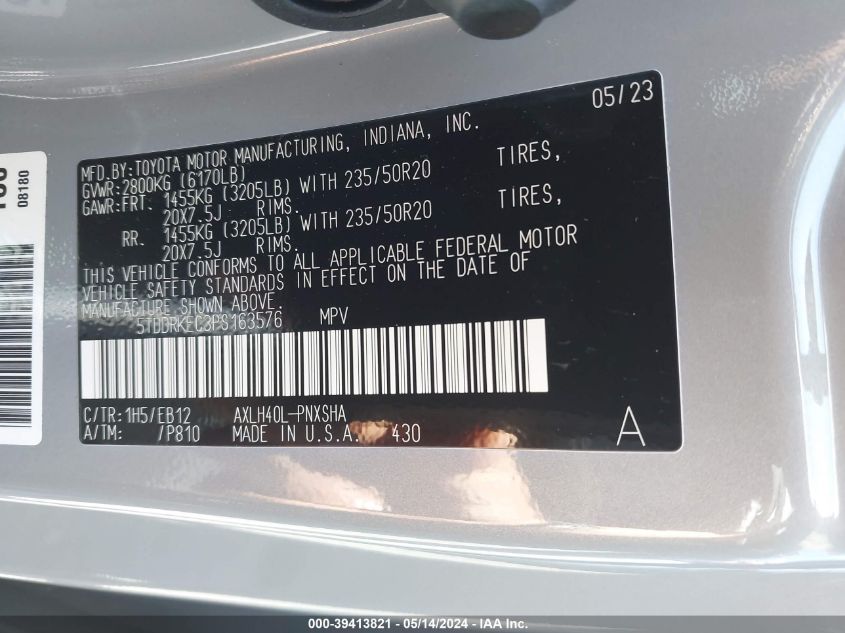 05/23
MFD.BY:TOYOTA MOTOR MANUFACTURING, INDIANA, INC.
GVWR:2800KG (6170LB)
GAWR:FRT. 1455KG (3205LB) WITH 235/50R20 TIRES,
20X7.5J RIMS.
RR. 1455KG (3205LB) WITH 235/50R20 TIRES,
20X7.5J RIMS.
THIS VEHICLE CONFORMS TO ALL APPLICABLE FEDERAL MOTOR
VEHICLE SAFETY STANDARDS IN EFFECT ON THE DATE OF
MANUFACTURE SHOWN ABOVE.
5TDDRKEC3PS163576 MPV
C/TR:1H5/EB12 AXLH40L-PNXSHA
A/TM: /P810 MADE IN U.S.A. 430
A
08180
000-39413821 - 05/14/2024 - IAA Inc.